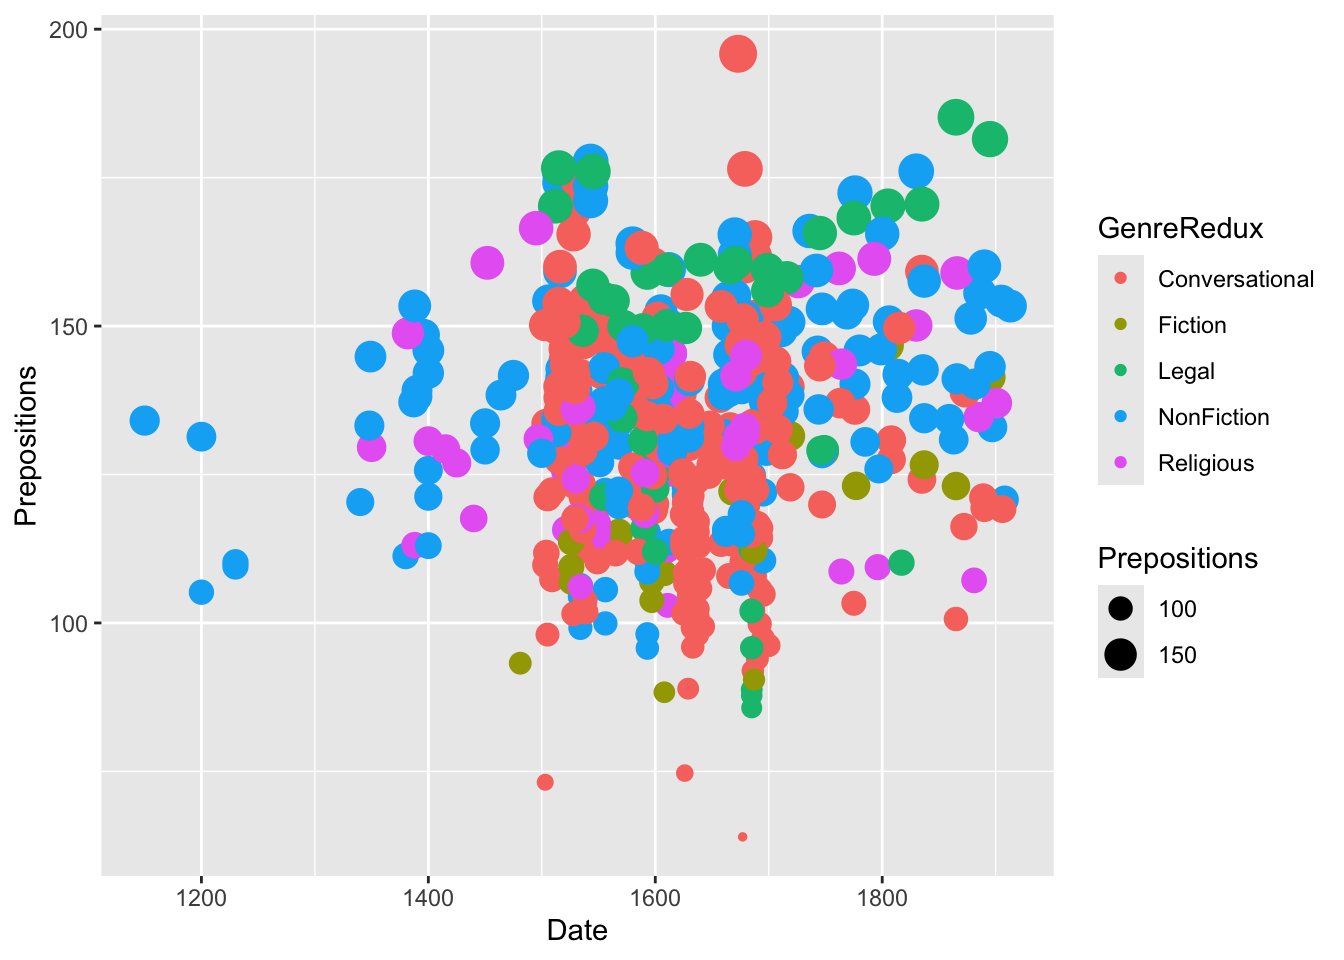 200
150
100
Prepositions
1200 1400 1600 1800
Date
GenreRedux
Conversational
Fiction
Legal
NonFiction
Religious
Prepositions
100
150